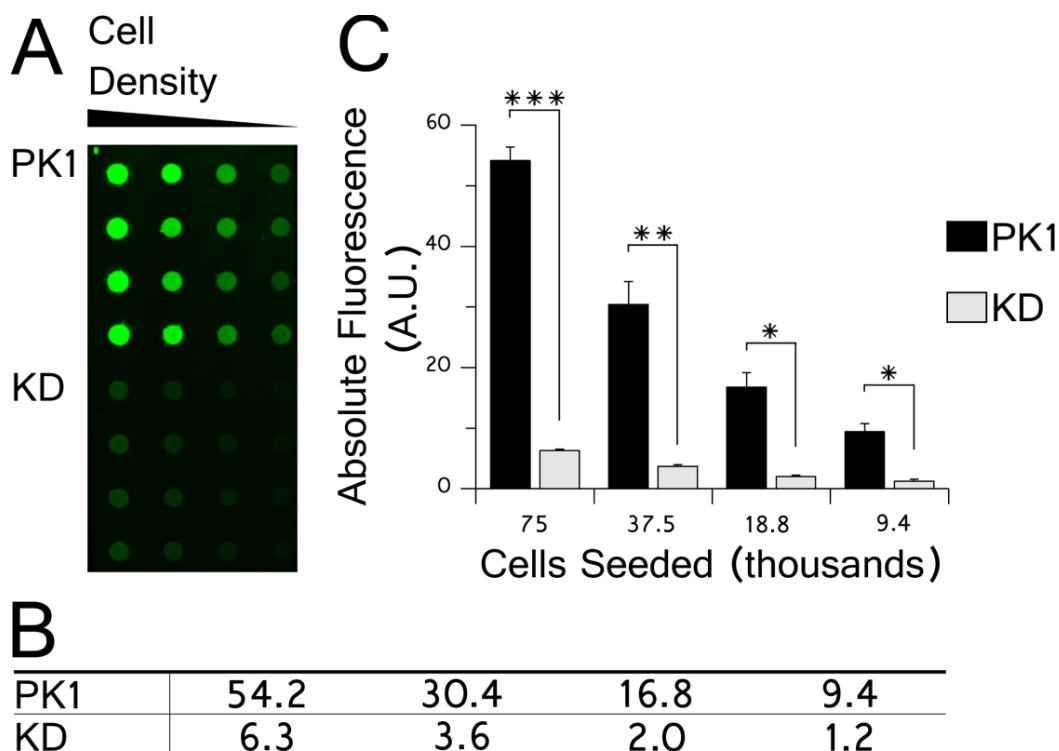 A
Cell
Density
PK1
KD
C
Absolute Fluorescence
(A.U.)
60
40
20
0
***
**
*
*
75 37.5 18.8 9.4
Cells Seeded (thousands)
PK1
KD
B
PK1 54.2 30.4 16.8 9.4
KD 6.3 3.6 2.0 1.2